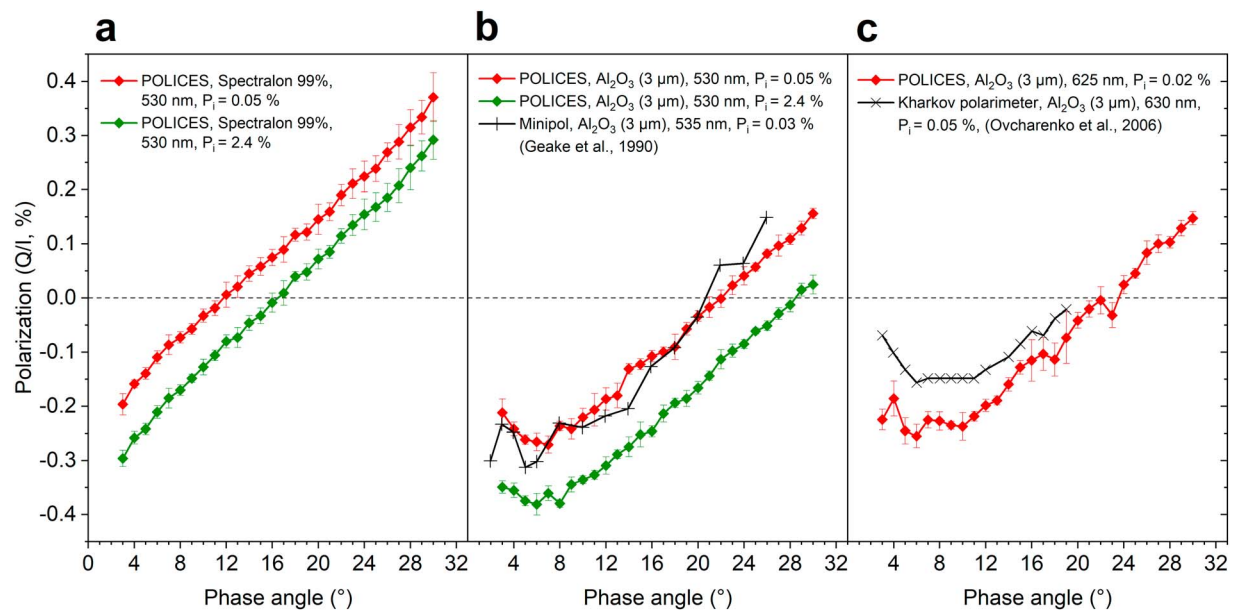 a
POLICES, Spectralon 99%,
530 nm, Pi = 0.05 %
POLICES, Spectralon 99%,
530 nm, Pi = 2.4 %
b
POLICES, Al2O3 (3 µm), 530 nm, Pi = 0.05 %
POLICES, Al2O3 (3 µm), 530 nm, Pi = 2.4 %
Minipol, Al2O3 (3 µm), 535 nm, Pi = 0.03 %
(Geake et al., 1990)
c
POLICES, Al2O3 (3 µm), 625 nm, Pi = 0.02 %
Kharkov polarimeter, Al2O3 (3 µm), 630 nm,
Pi = 0.05 %, (Ovcharenko et al., 2006)
Polarization (Q/I, %)
0.4
0.3
0.2
0.1
0.0
-0.1
-0.2
-0.3
-0.4
0 4 8 12 16 20 24 28 32
4 8 12 16 20 24 28 32
4 8 12 16 20 24 28 32
Phase angle (°)
Phase angle (°)
Phase angle (°)